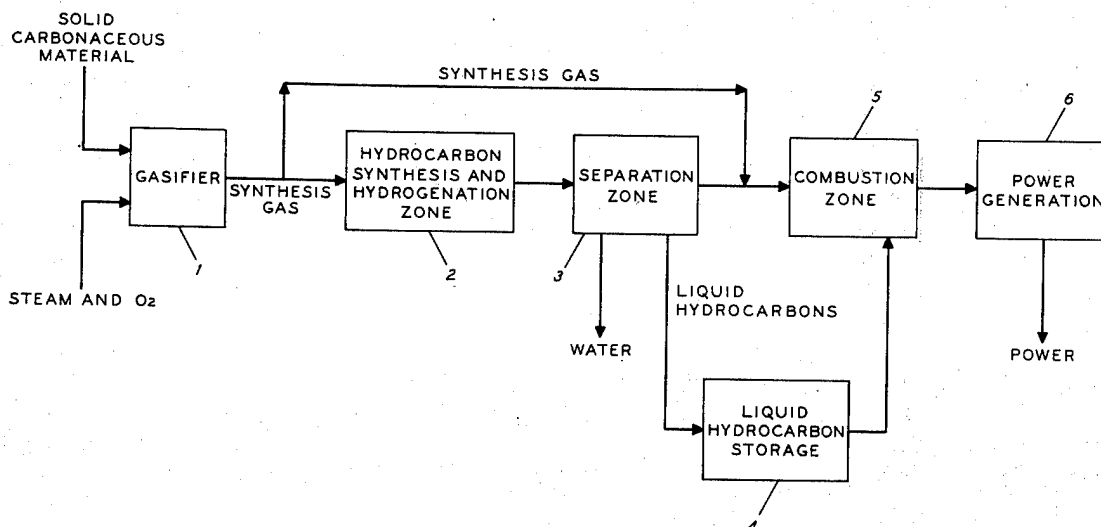 SOLID
CARBONACEOUS
MATERIAL
SYNTHESIS GAS
5
6
GASIFIER
HYDROCARBON
SYNTHESIS AND
HYDROGENATION
ZONE
SEPARATION
ZONE
COMBUSTION
ZONE
POWER
GENERATION
SYNTHESIS
GAS
1
2
3
STEAM AND O2
LIQUID
HYDROCARBONS
WATER
POWER
LIQUID
HYDROCARBON
STORAGE